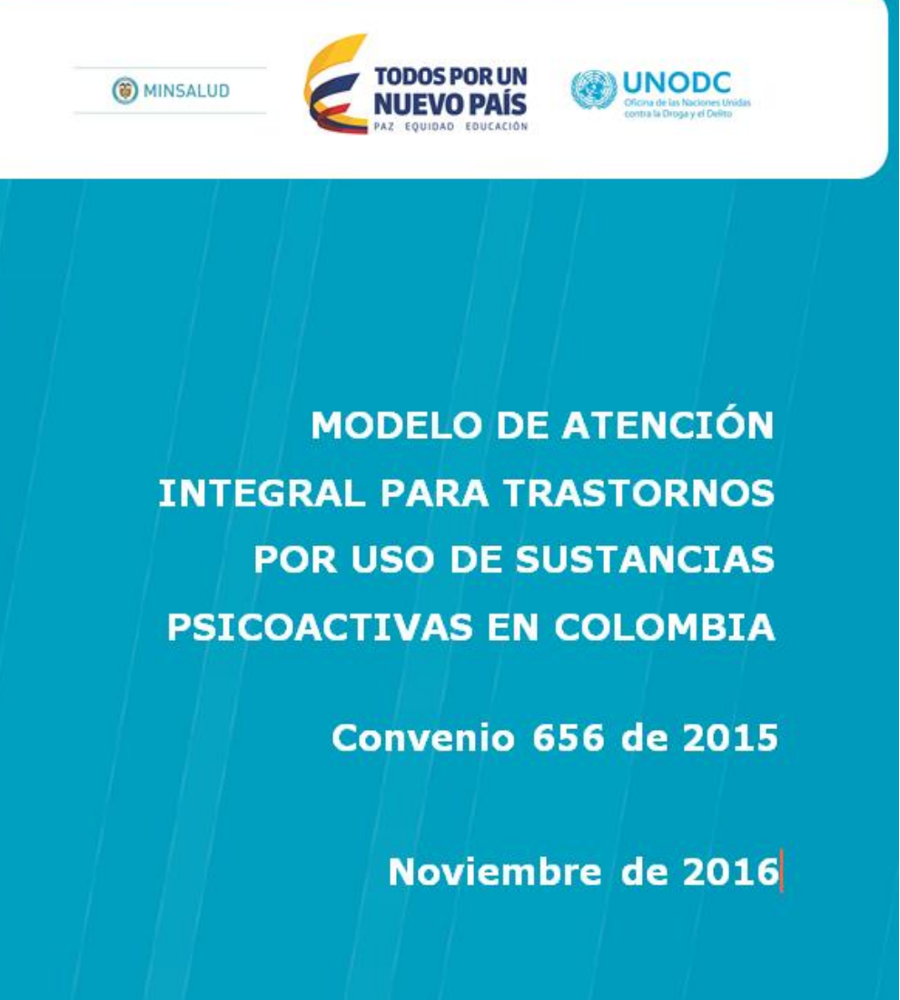 MINSALUD
TODOS POR UN
NUEVO PAÍS
PAZ EQUIDAD EDUCACIÓN
UNODC
Oficina de las Naciones Unidas
contra la Droga y el Delito
MODELO DE ATENCIÓN
INTEGRAL PARA TRASTORNOS
POR USO DE SUSTANCIAS
PSICOACTIVAS EN COLOMBIA
Convenio 656 de 2015
Noviembre de 2016